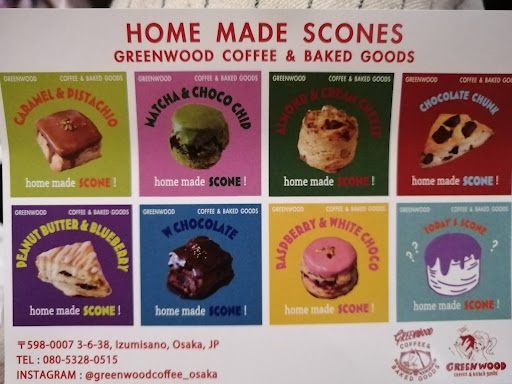 HOME MADE SCONES
GREENWOOD COFFEE & BAKED GOODS
GREENWOOD COFFEE & BAKED GOODS
CARAMEL & PISTACHIO
home made SCONE !
GREENWOOD COFFEE & BAKED GOODS
MATCHA & CHOCO CHIP
home made SCONE !
GREENWOOD COFFEE & BAKED GOODS
ALMOND & CREAM CHEESE
home made SCONE !
GREENWOOD COFFEE & BAKED GOODS
CHOCOLATE CHUNK
home made SCONE !
GREENWOOD COFFEE & BAKED GOODS
PEANUT BUTTER & BLUEBERRY
home made SCONE !
GREENWOOD COFFEE & BAKED GOODS
W CHOCOLATE
home made SCONE !
GREENWOOD COFFEE & BAKED GOODS
RASPBERRY & WHITE CHOCO
home made SCONE !
GREENWOOD COFFEE & BAKED GOODS
TODAY'S SCONE
? ? ? ?
home made SCONE !
〒598-0007 3-6-38, Izumisano, Osaka, JP
TEL : 080-5328-0515
INSTAGRAM : @greenwoodcoffee_osaka
GREENWOOD
COFFEE &
BAKED GOODS
GREENWOOD
COFFEE & BAKED GOODS